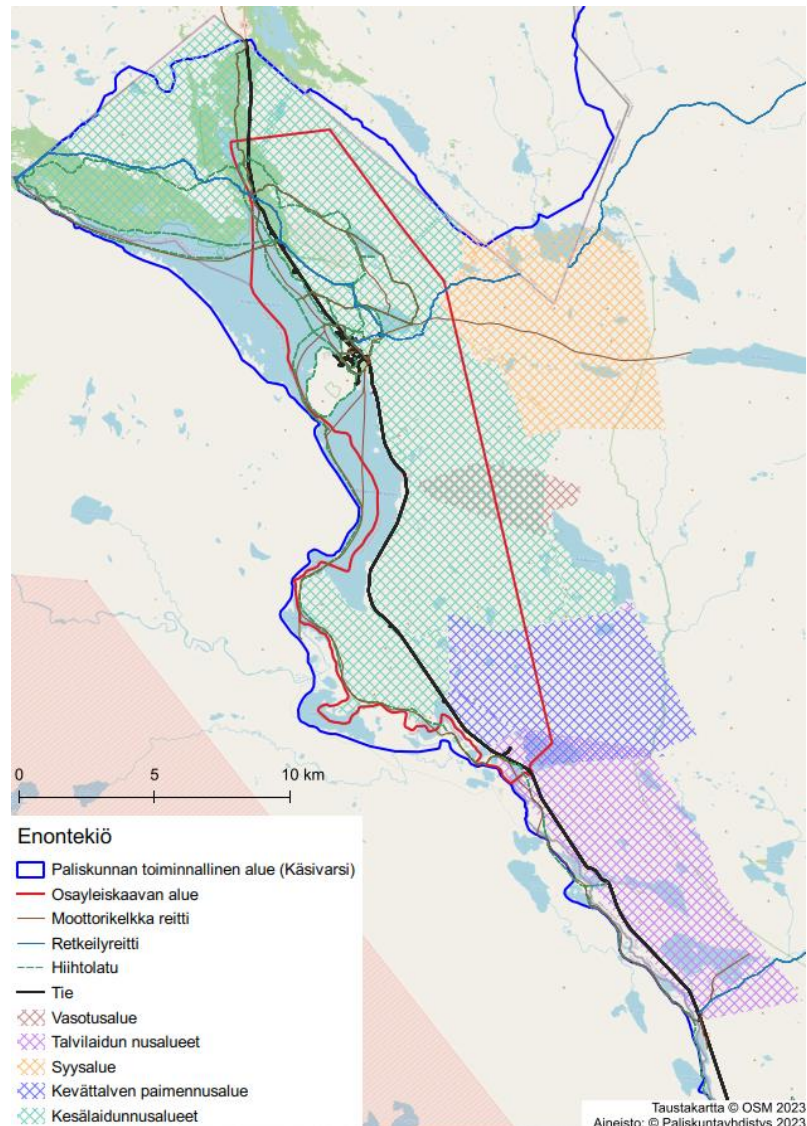 0 5 10 km
Enontekiö
Paliskunnan toiminnallinen alue (Käsivarsi)
Osayleiskaavan alue
Moottorikelkka reitti
Retkeilyreitti
Hiihtolatu
Tie
Vasotusalue
Talvilaidun nusalueet
Syysalue
Kevättalven paimennusalue
Kesälaidunnusalueet
Taustakartta © OSM 2023
Aineisto: © Paliskuntayhdistys 2023